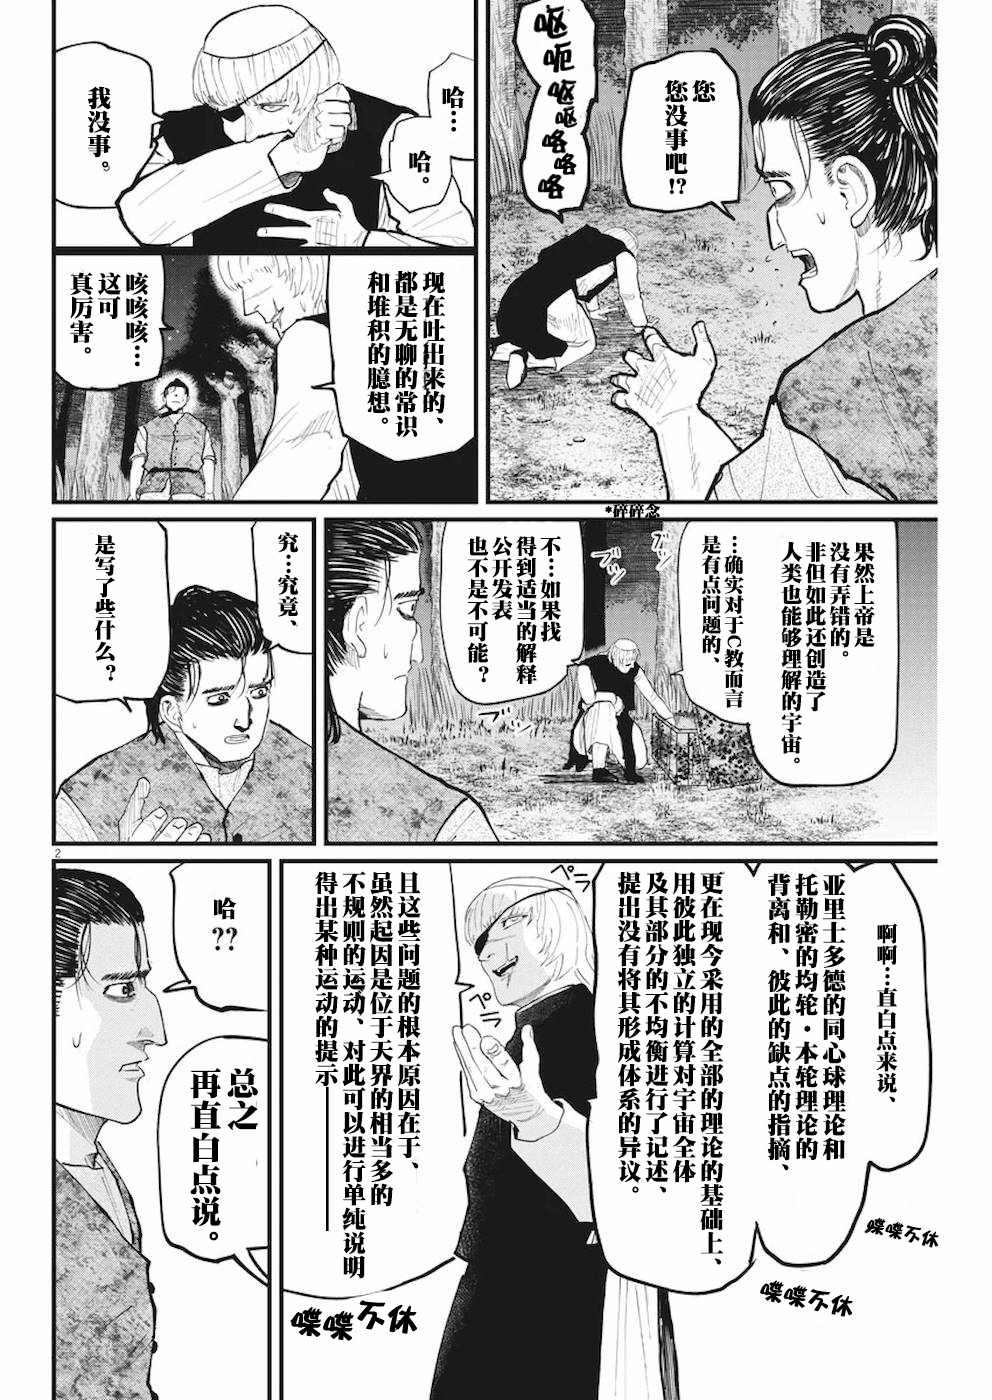 您
您没事吧!?
呕
呃
呕
呕
咯
咯
咯
哈…
哈。
我没事。
现在吐出来的、
都是无聊的常识
和堆积的臆想。
咳咳咳…
这可
真厉害。
果然上帝是
没有弄错的。
非但如此还创造了
人类也能够理解的宇宙。
…确实对于C教而言
是有点问题的、
*碎碎念
ブツ
ブツ
ブツ
不…如果找
得到适当的解释
公开发表
也不是不可能?
究…究竟、
是写了些什么?
2
啊啊…直白点来说、
亚里士多德的同心球理论和
托勒密的均轮·本轮理论的
背离和、彼此的缺点的指摘、
更在现今采用的全部的理论的基础上、
用彼此独立的计算对宇宙全体
及其部分的不均衡进行了记述、
提出没有将其形成体系的异议。
喋喋不休
喋喋不休
ペラ
ペラ
且这些问题的根本原因在于、
虽然起因是位于天界的相当多的
不规则的运动、对此可以进行单纯说明
得出某种运动的提示——
喋喋不休
哈??
总之
再直白点说。